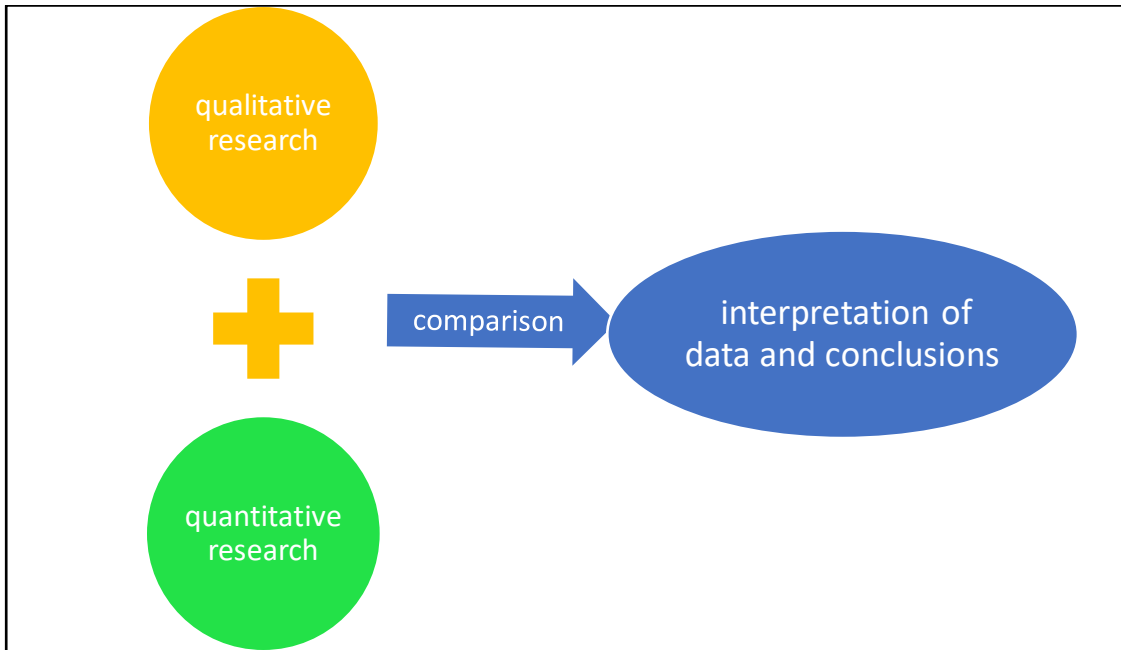 qualitative
research
comparison
interpretation of
data and conclusions
quantitative
research